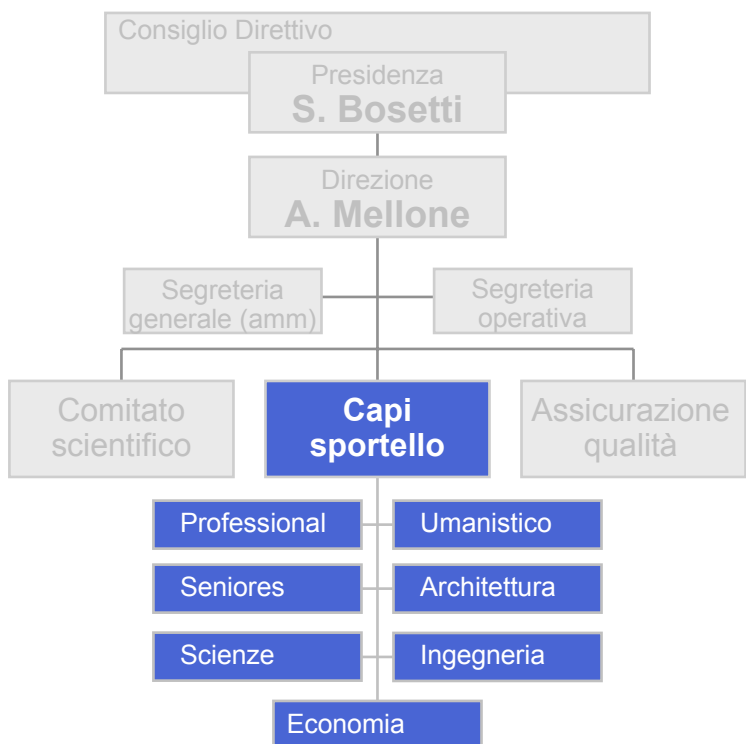 Consiglio Direttivo
Presidenza
S. Bosetti
Direzione
A. Mellone
Segreteria
generale (amm)
Segreteria
operativa
Comitato
scientifico
Capi
sportello
Assicurazione
qualità
Professional
Umanistico
Seniores
Architettura
Scienze
Ingegneria
Economia